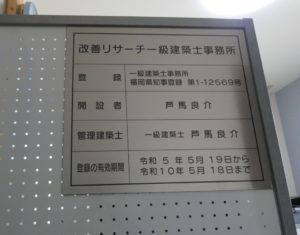 改善リサーチ一級建築士事務所
登録 一級建築士事務所
福岡県知事登録 第1-12569号
開設者 芦馬良介
管理建築士 一級建築士 芦馬良介
登録の有効期間 令和5年5月19日から
令和10年5月18日まで